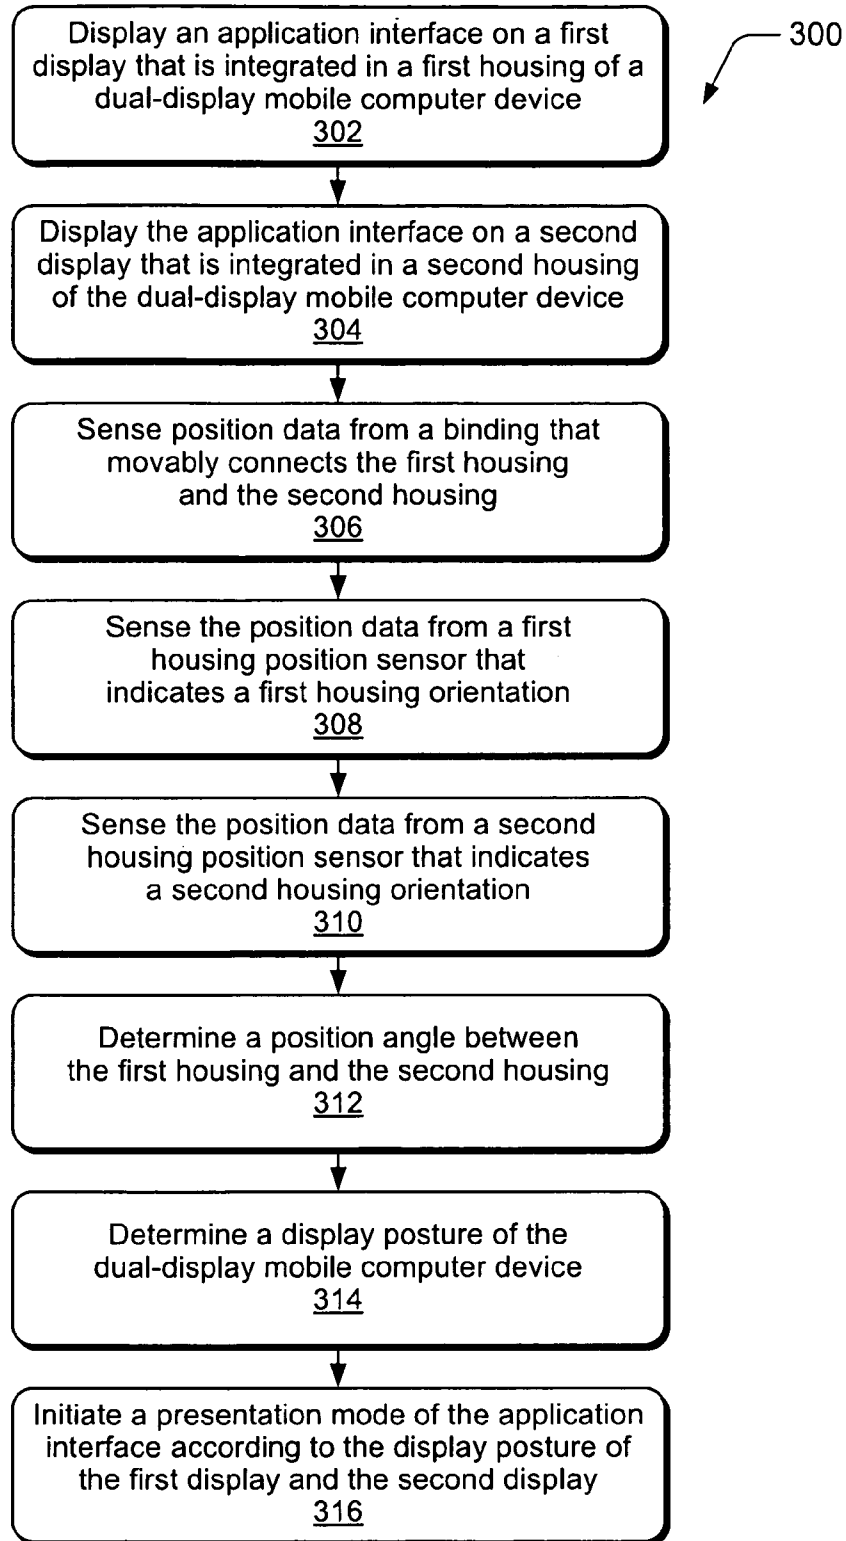 Display an application interface on a first
display that is integrated in a first housing of a
dual-display mobile computer device
302
300
Display the application interface on a second
display that is integrated in a second housing
of the dual-display mobile computer device
304
Sense position data from a binding that
movably connects the first housing
and the second housing
306
Sense the position data from a first
housing position sensor that
indicates a first housing orientation
308
Sense the position data from a second
housing position sensor that indicates
a second housing orientation
310
Determine a position angle between
the first housing and the second housing
312
Determine a display posture of the
dual-display mobile computer device
314
Initiate a presentation mode of the application
interface according to the display posture of
the first display and the second display
316